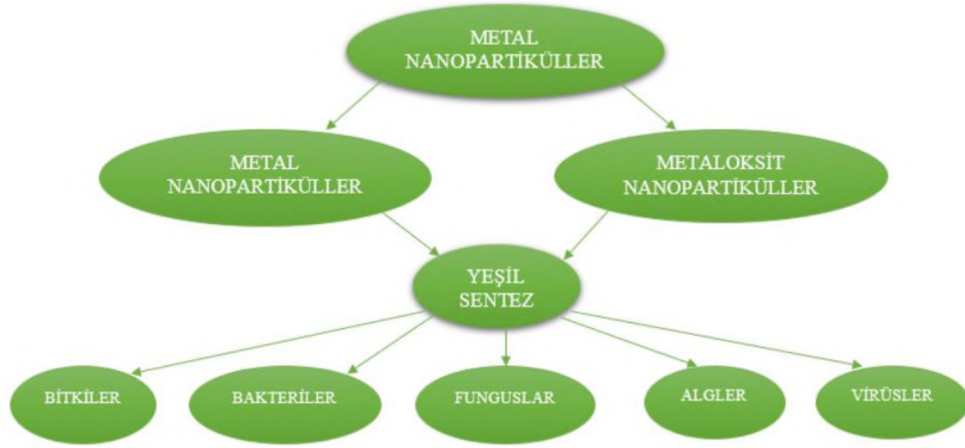 METAL
NANOPARTİKÜLLER
METAL
NANOPARTİKÜLLER
METALOKSİT
NANOPARTİKÜLLER
YEŞİL
SENTEZ
BİTKİLER
BAKTERİLER
FUNGUSLAR
ALGLER
VİRÜSLER